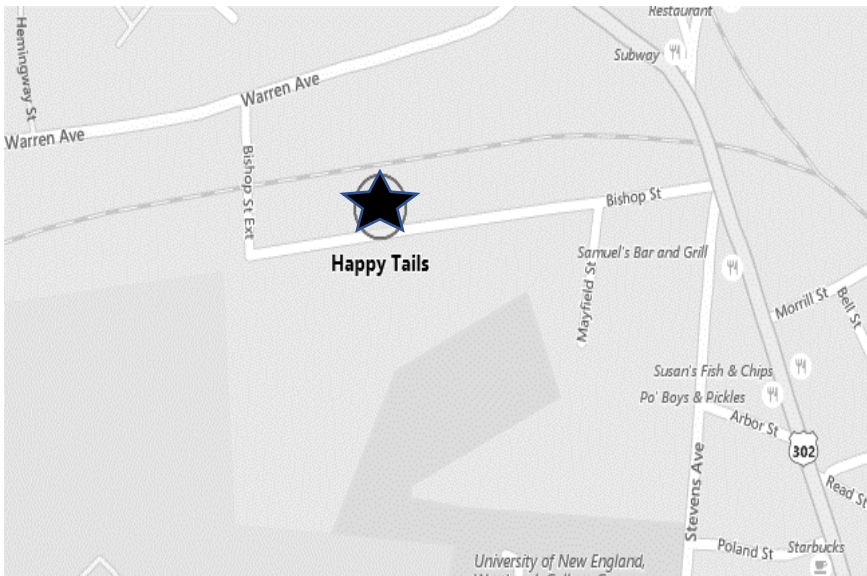 Restaurant
Hemingway St
Subway
Warren Ave
Warren Ave
Bishop St Ext
Bishop St
Happy Tails
Samuel's Bar and Grill
Mayfield St
Morrill St
Bell St
Susan's Fish & Chips
Po' Boys & Pickles
Arbor St
302
Stevens Ave
Read St
Poland St
Starbucks
University of New England,